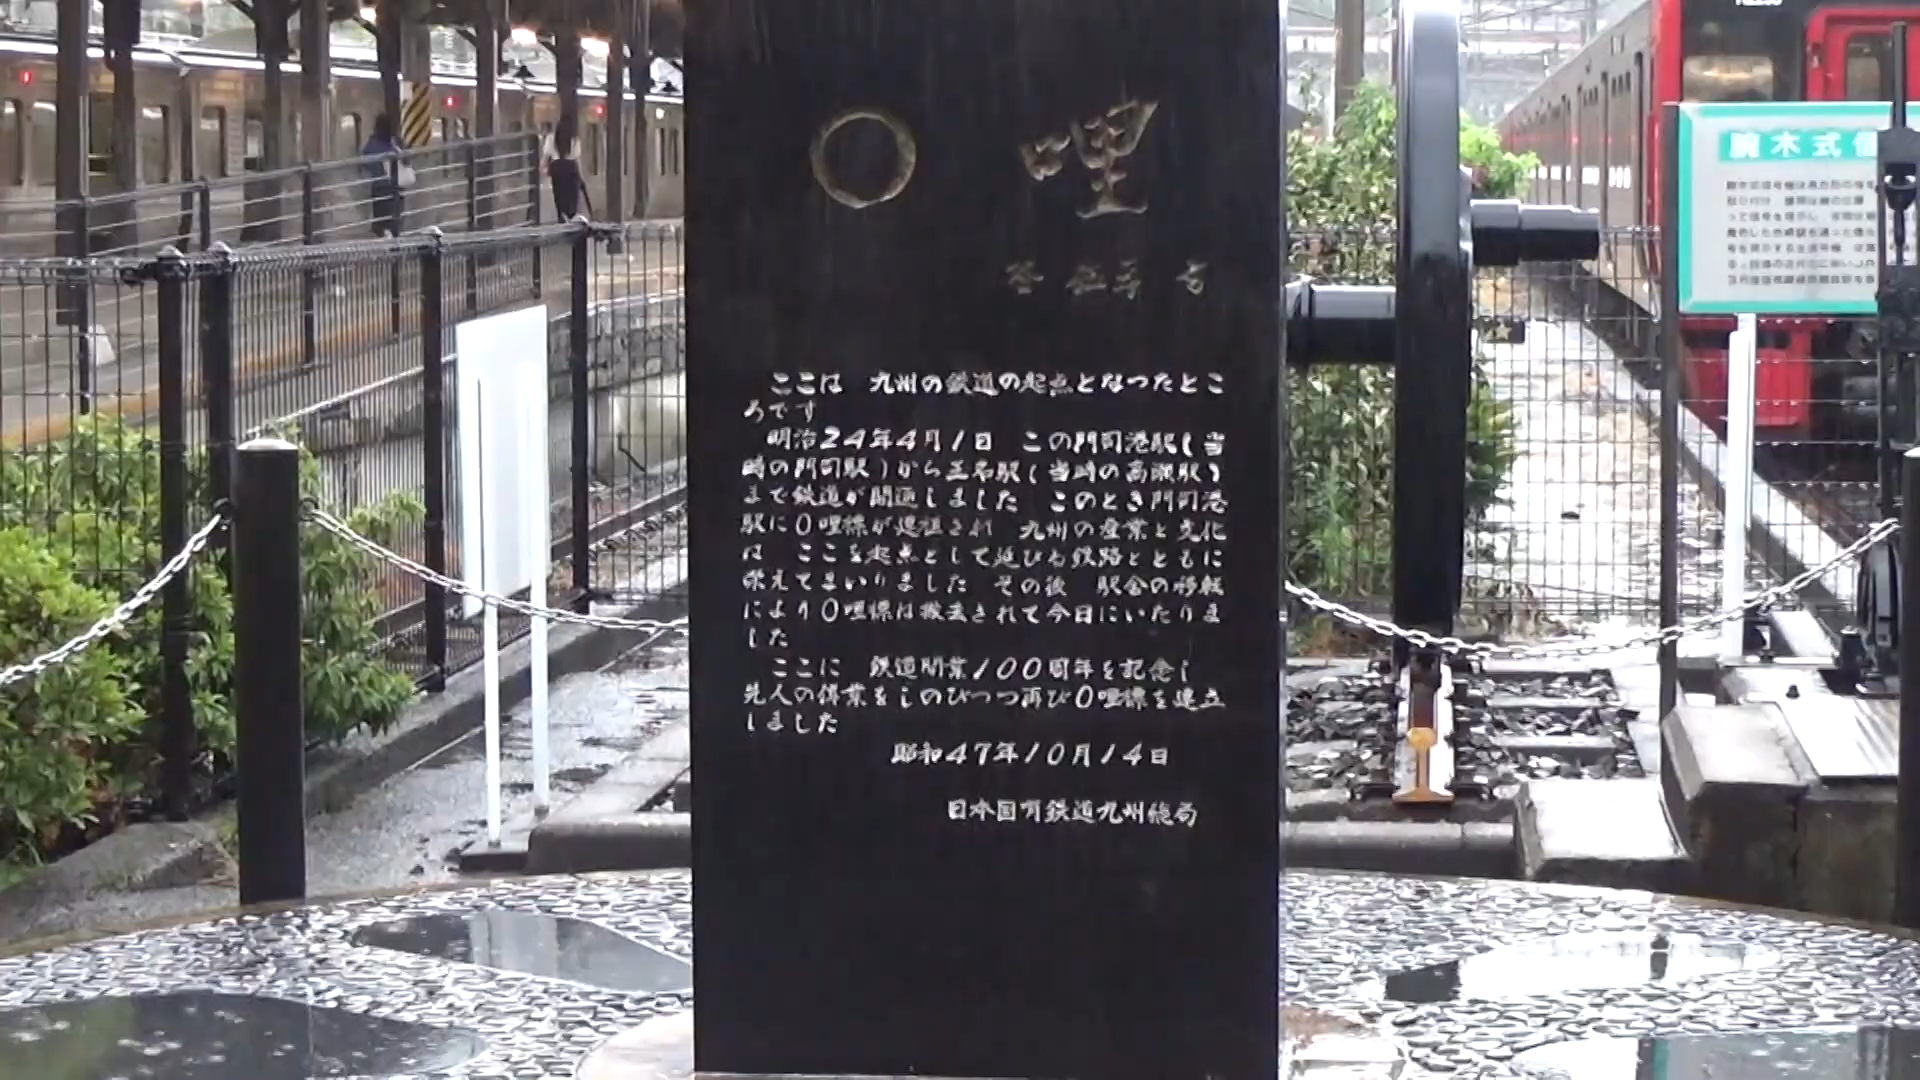 〇 哩
ここは 九州の鉄道の起点となつたとこ
ろです
明治24年4月1日 この門司港駅(当
時の門司駅)から玉名駅(当時の高瀬駅)
まで鉄道が開通しました このとき門司港
駅に0哩標が建植され 九州の産業と文化
は ここを起点として延びる鉄路とともに
栄えてまいりました その後 駅舎の移転
により0哩標は撤去されて今日にいたりま
した
ここに 鉄道開業100周年を記念し
先人の偉業をしのびつつ再び0哩標を建立
しました
昭和47年10月14日
日本国有鉄道九州総局
腕木式信